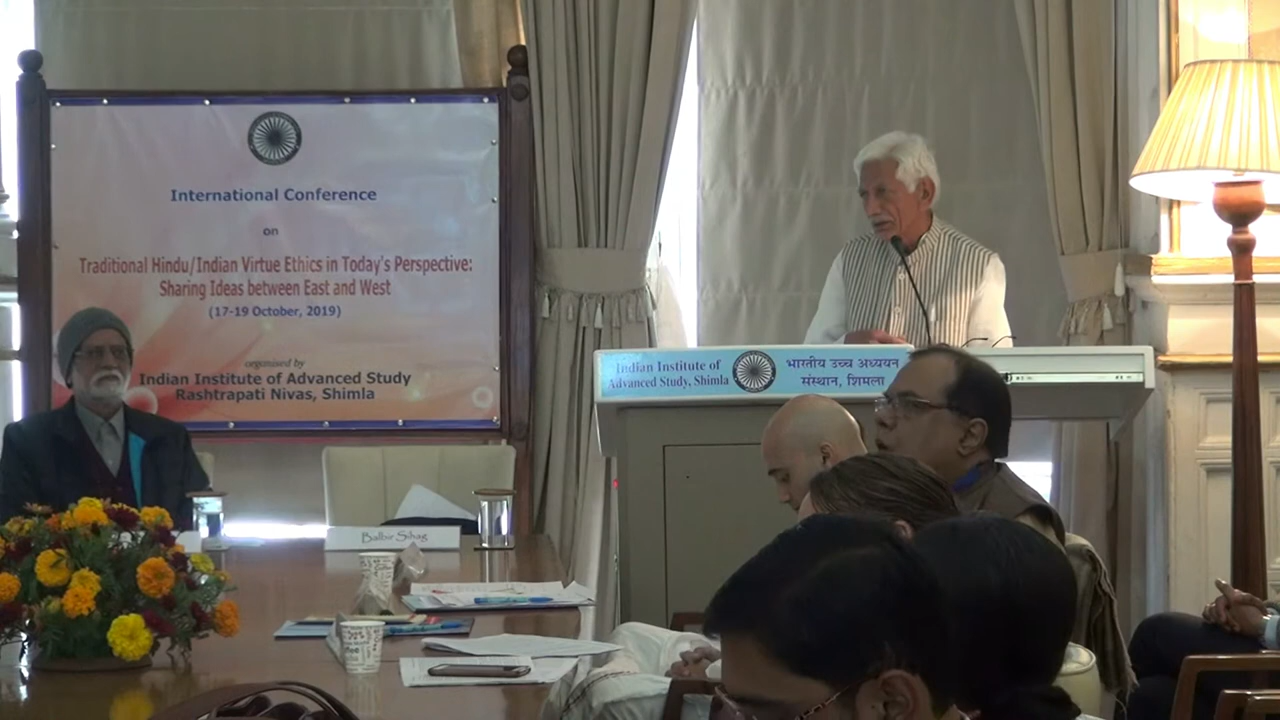 International Conference
on
Traditional Hindu/Indian Virtue Ethics in Today's Perspective:
Sharing Ideas between East and West
(17-19 October, 2019)
organised by
Indian Institute of Advanced Study
Rashtrapati Nivas, Shimla
Indian Institute of
Advanced Study, Shimla
भारतीय उच्च अध्ययन
संस्थान, शिमला
Balbir Sihag